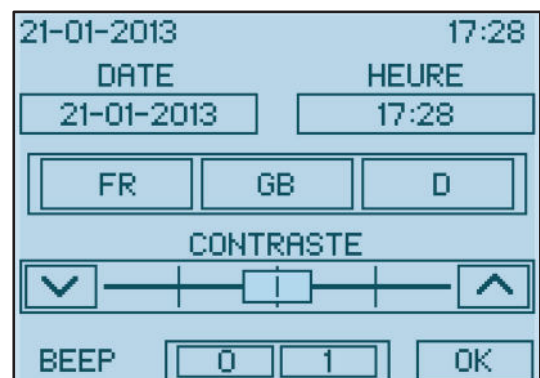 21-01-2013 17:28
DATE HEURE
21-01-2013 17:28
FR GB D
CONTRASTE
BEEP 0 1 OK